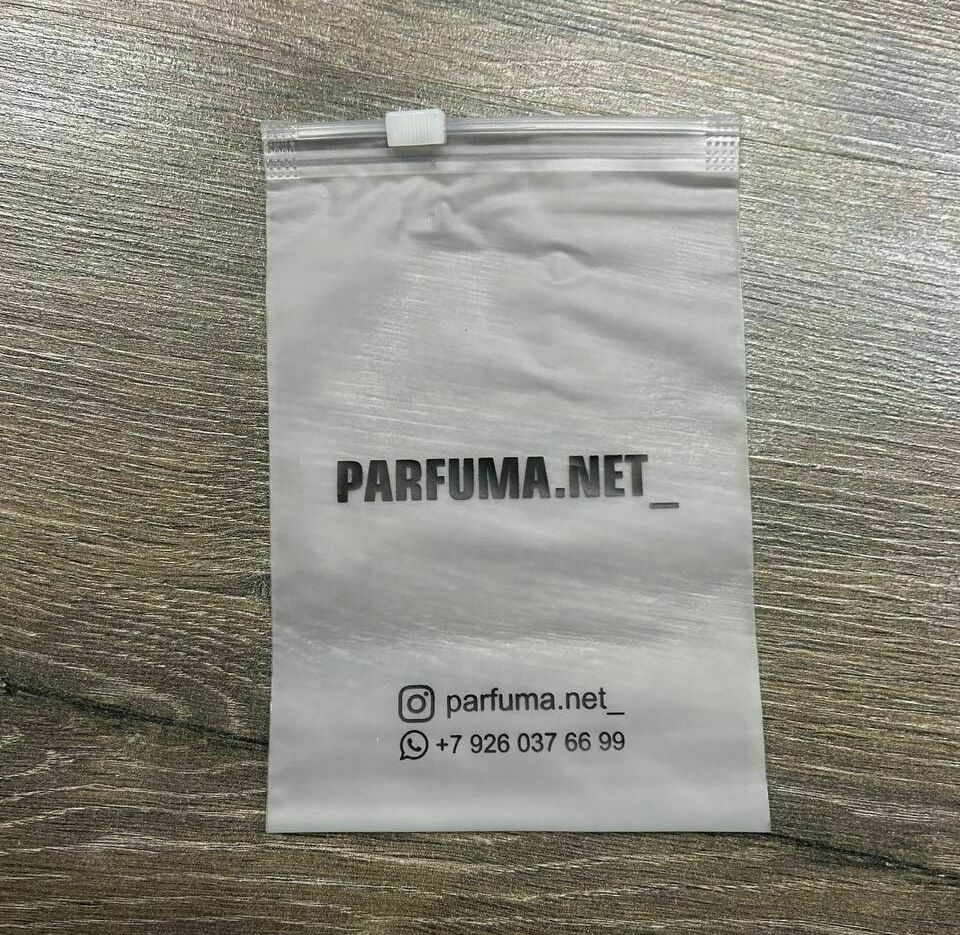 PARFUMA.NET_
parfuma.net_
+7 926 037 66 99